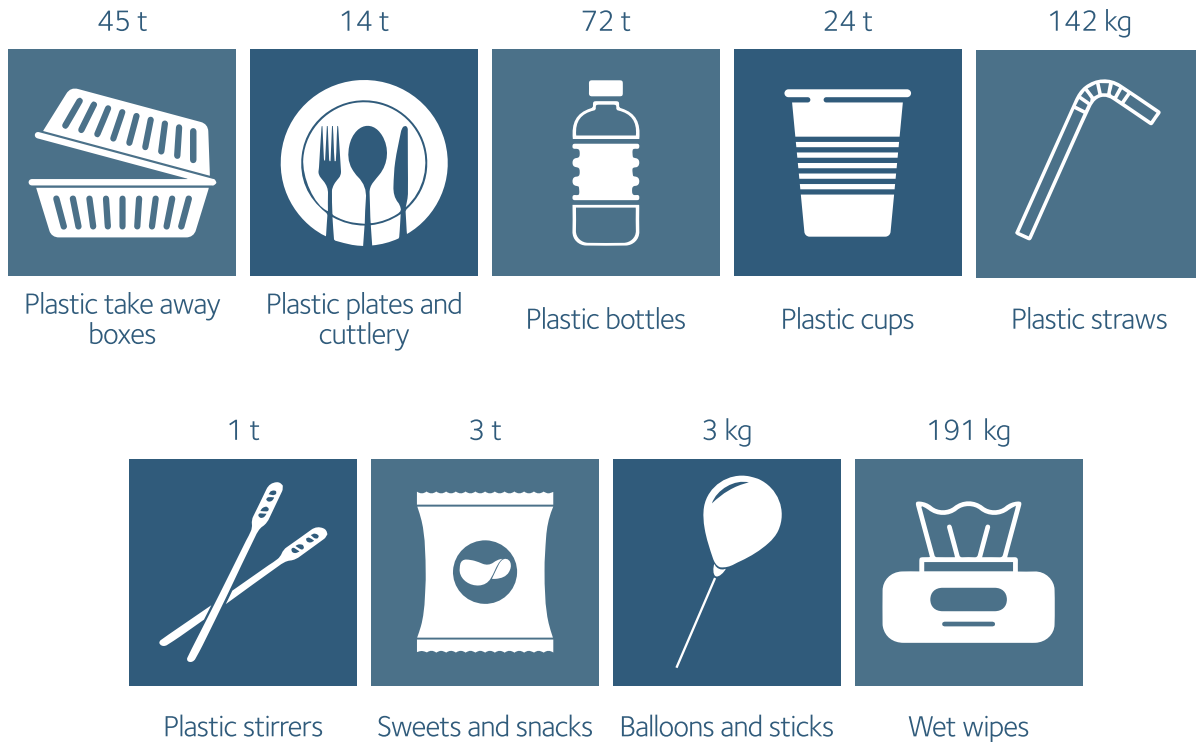 45 t
14 t
72 t
24 t
142 kg
Plastic take away
boxes
Plastic plates and
cuttlery
Plastic bottles
Plastic cups
Plastic straws
1 t
3 t
3 kg
191 kg
Plastic stirrers
Sweets and snacks
Balloons and sticks
Wet wipes